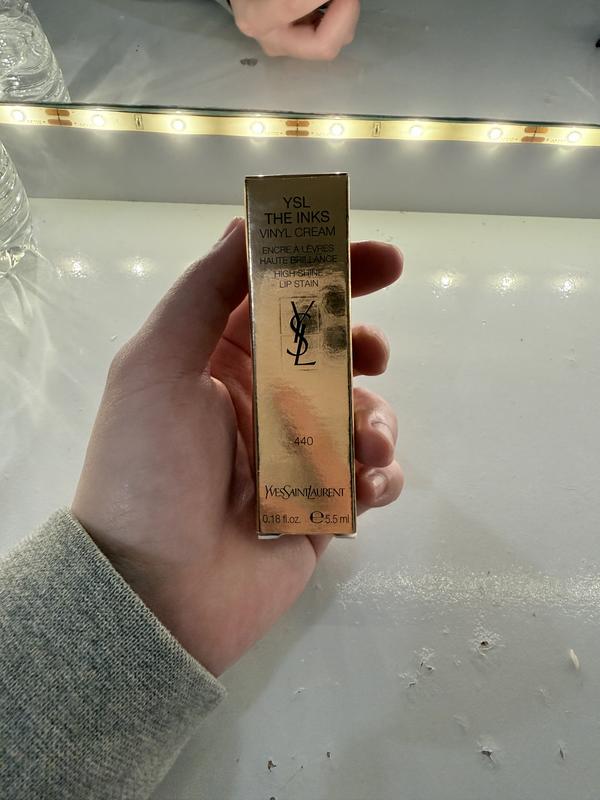 YSL
THE INKS
VINYL CREAM
ENCRE A LÈVRES
HAUTE BRILLANCE
HIGH SHINE
LIP STAIN
YSL
440
YVESSAINTLAURENT
0.18 fl.oz. ℮5.5 ml